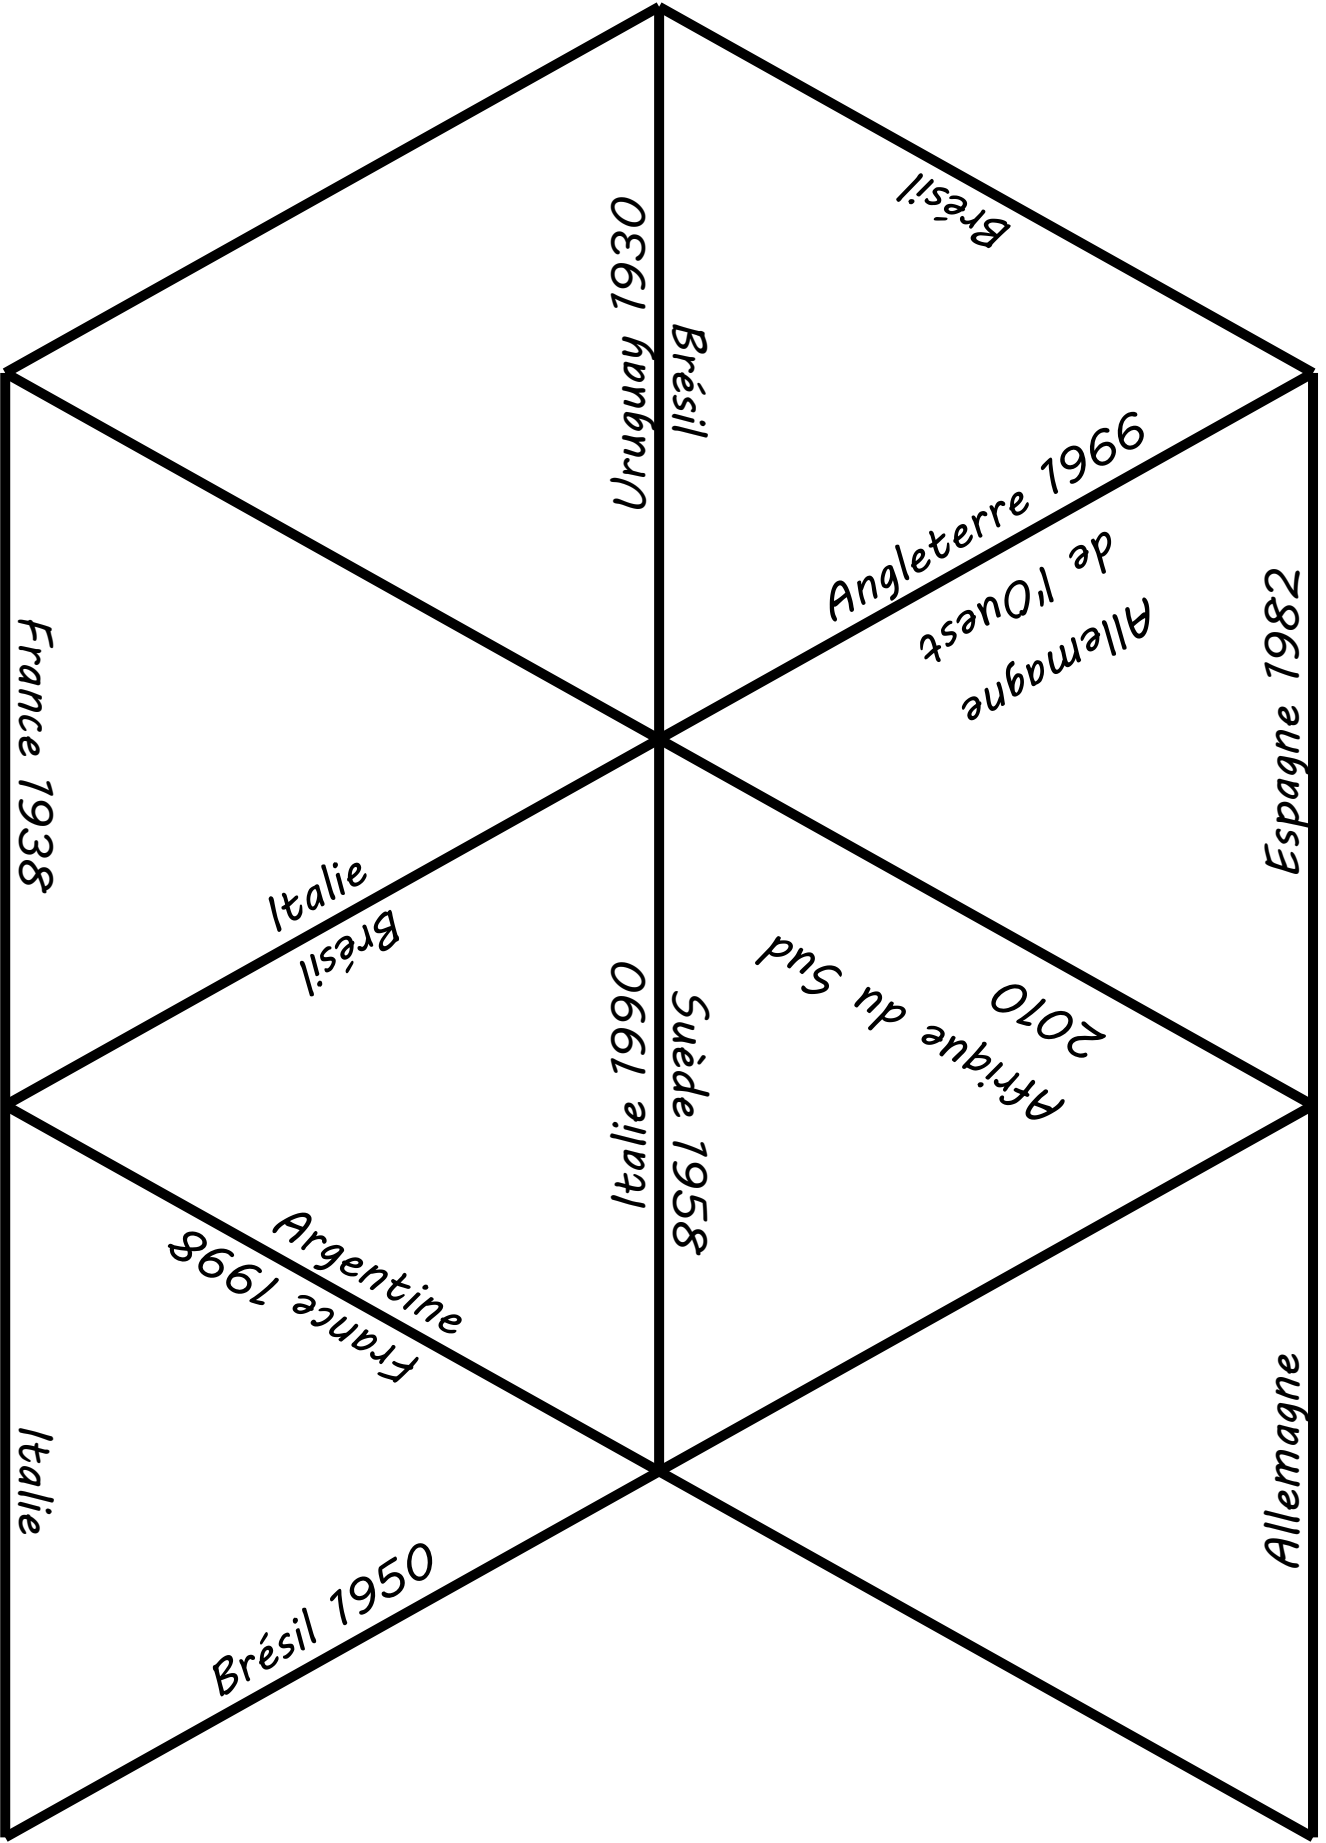 Brésil
Uruguay 1930
Brésil
Angleterre 1966
Allemagne
de l'Ouest
Espagne 1982
France 1938
Italie
Brésil
Afrique du Sud
2010
Italie 1990
Suède 1958
Argentine
France 1998
Italie
Allemagne
Brésil 1950